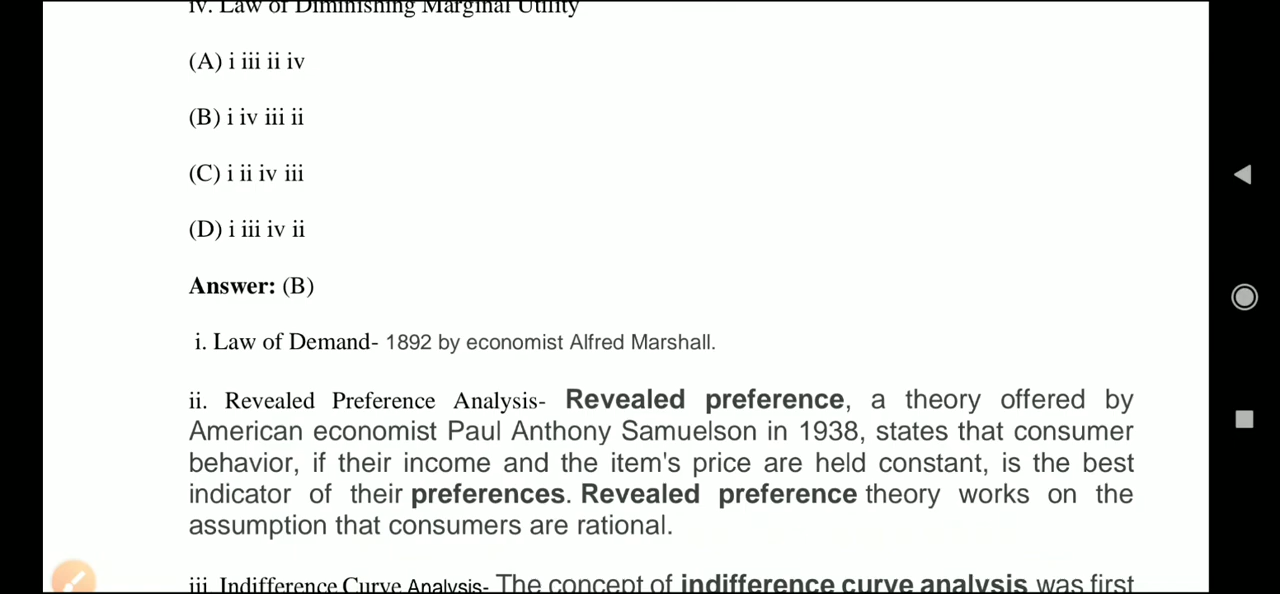 iv. Law of Diminishing Marginal Utility
(A) i iii ii iv
(B) i iv iii ii
(C) i ii iv iii
(D) i iii iv ii
Answer: (B)
i. Law of Demand- 1892 by economist Alfred Marshall.
ii. Revealed Preference Analysis- Revealed preference, a theory offered by
American economist Paul Anthony Samuelson in 1938, states that consumer
behavior, if their income and the item's price are held constant, is the best
indicator of their preferences. Revealed preference theory works on the
assumption that consumers are rational.
iii. Indifference Curve Analysis- The concept of indifference curve analysis was first